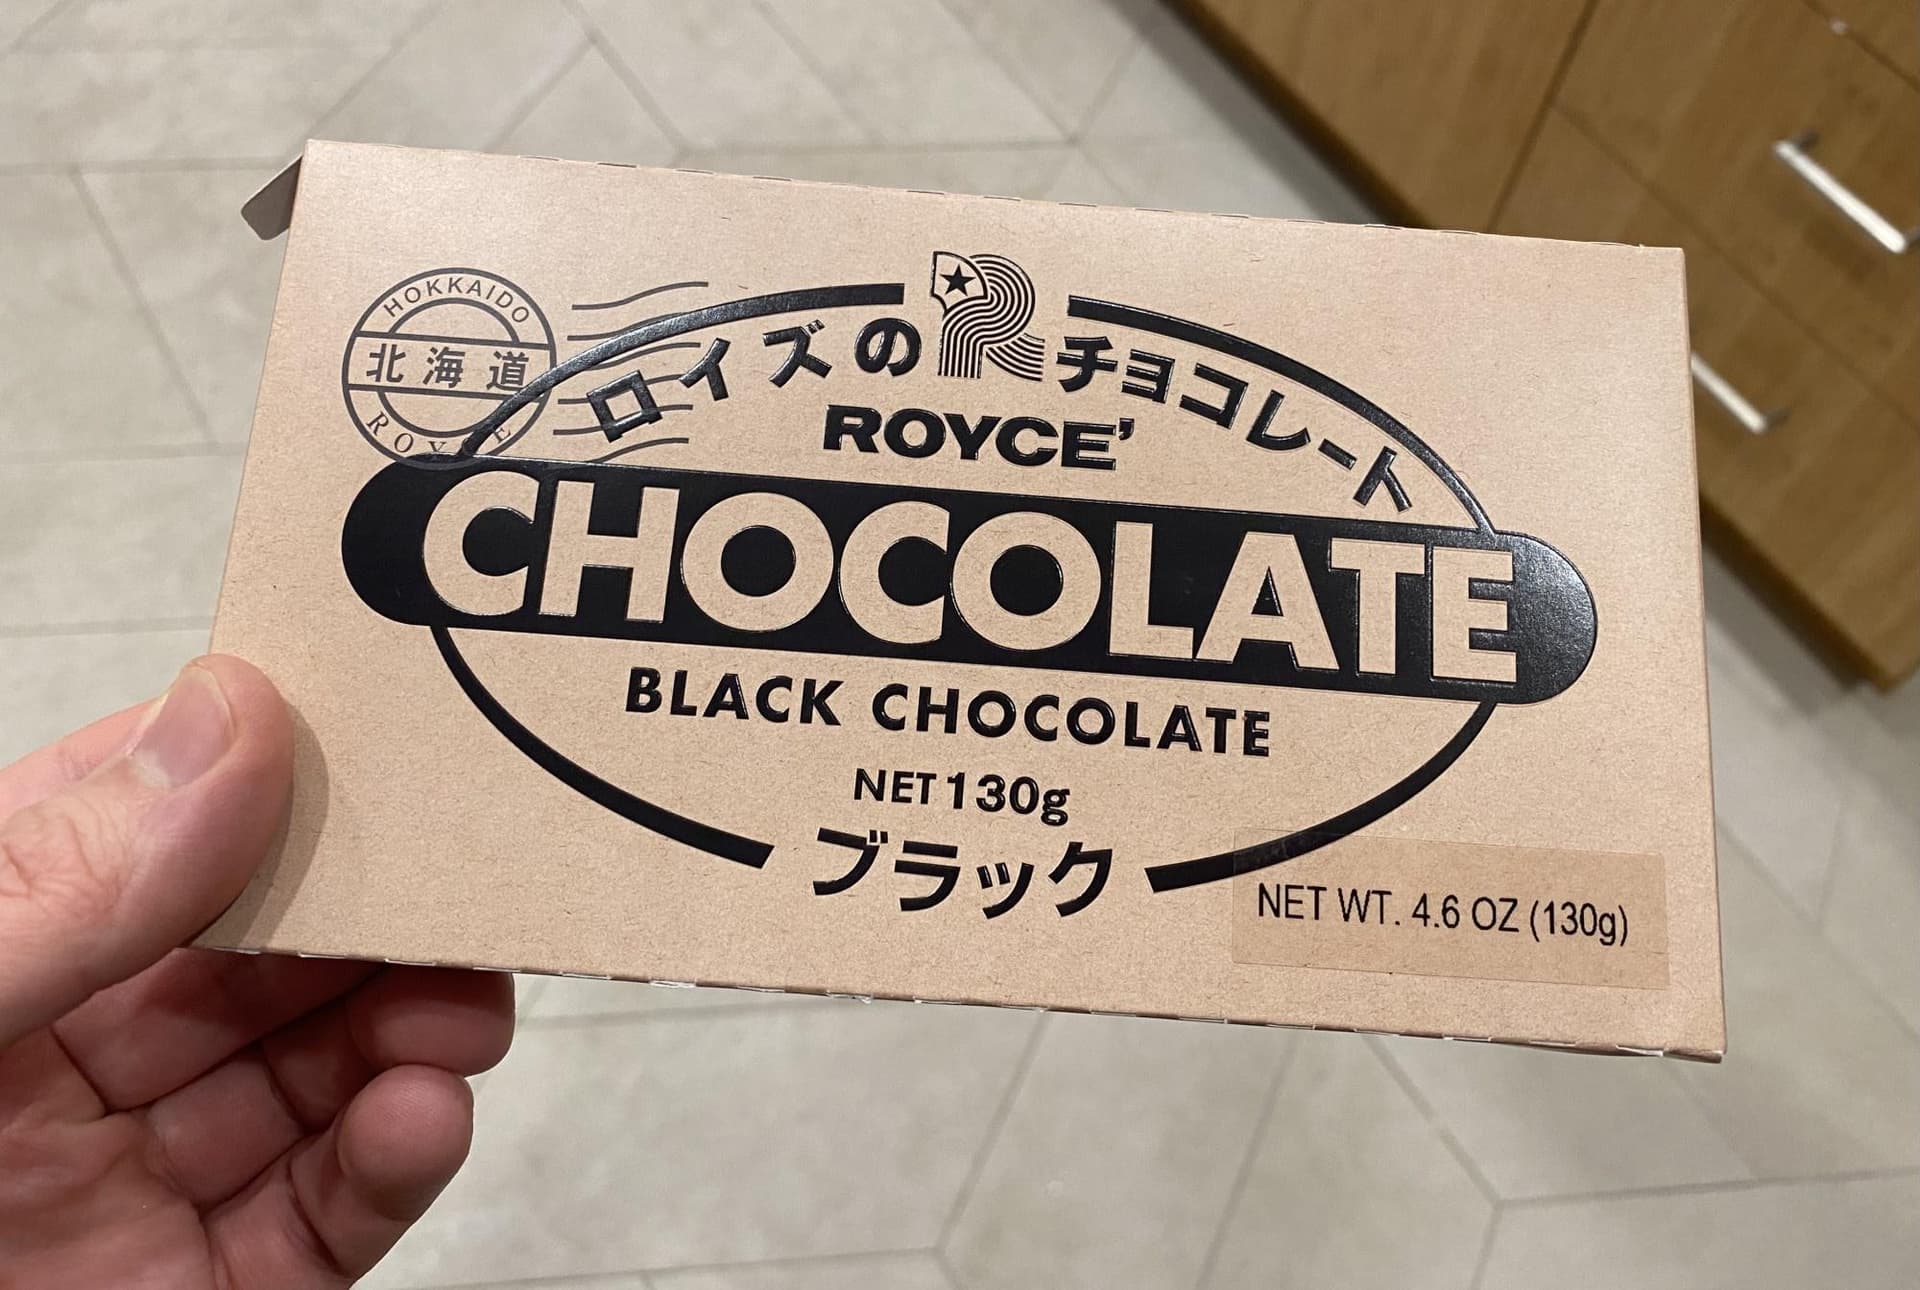 HOKKAIDO
北海道
ROYCE
ロイズのチョコレート
ROYCE'
CHOCOLATE
BLACK CHOCOLATE
NET 130g
ブラック
NET WT. 4.6 OZ (130g)